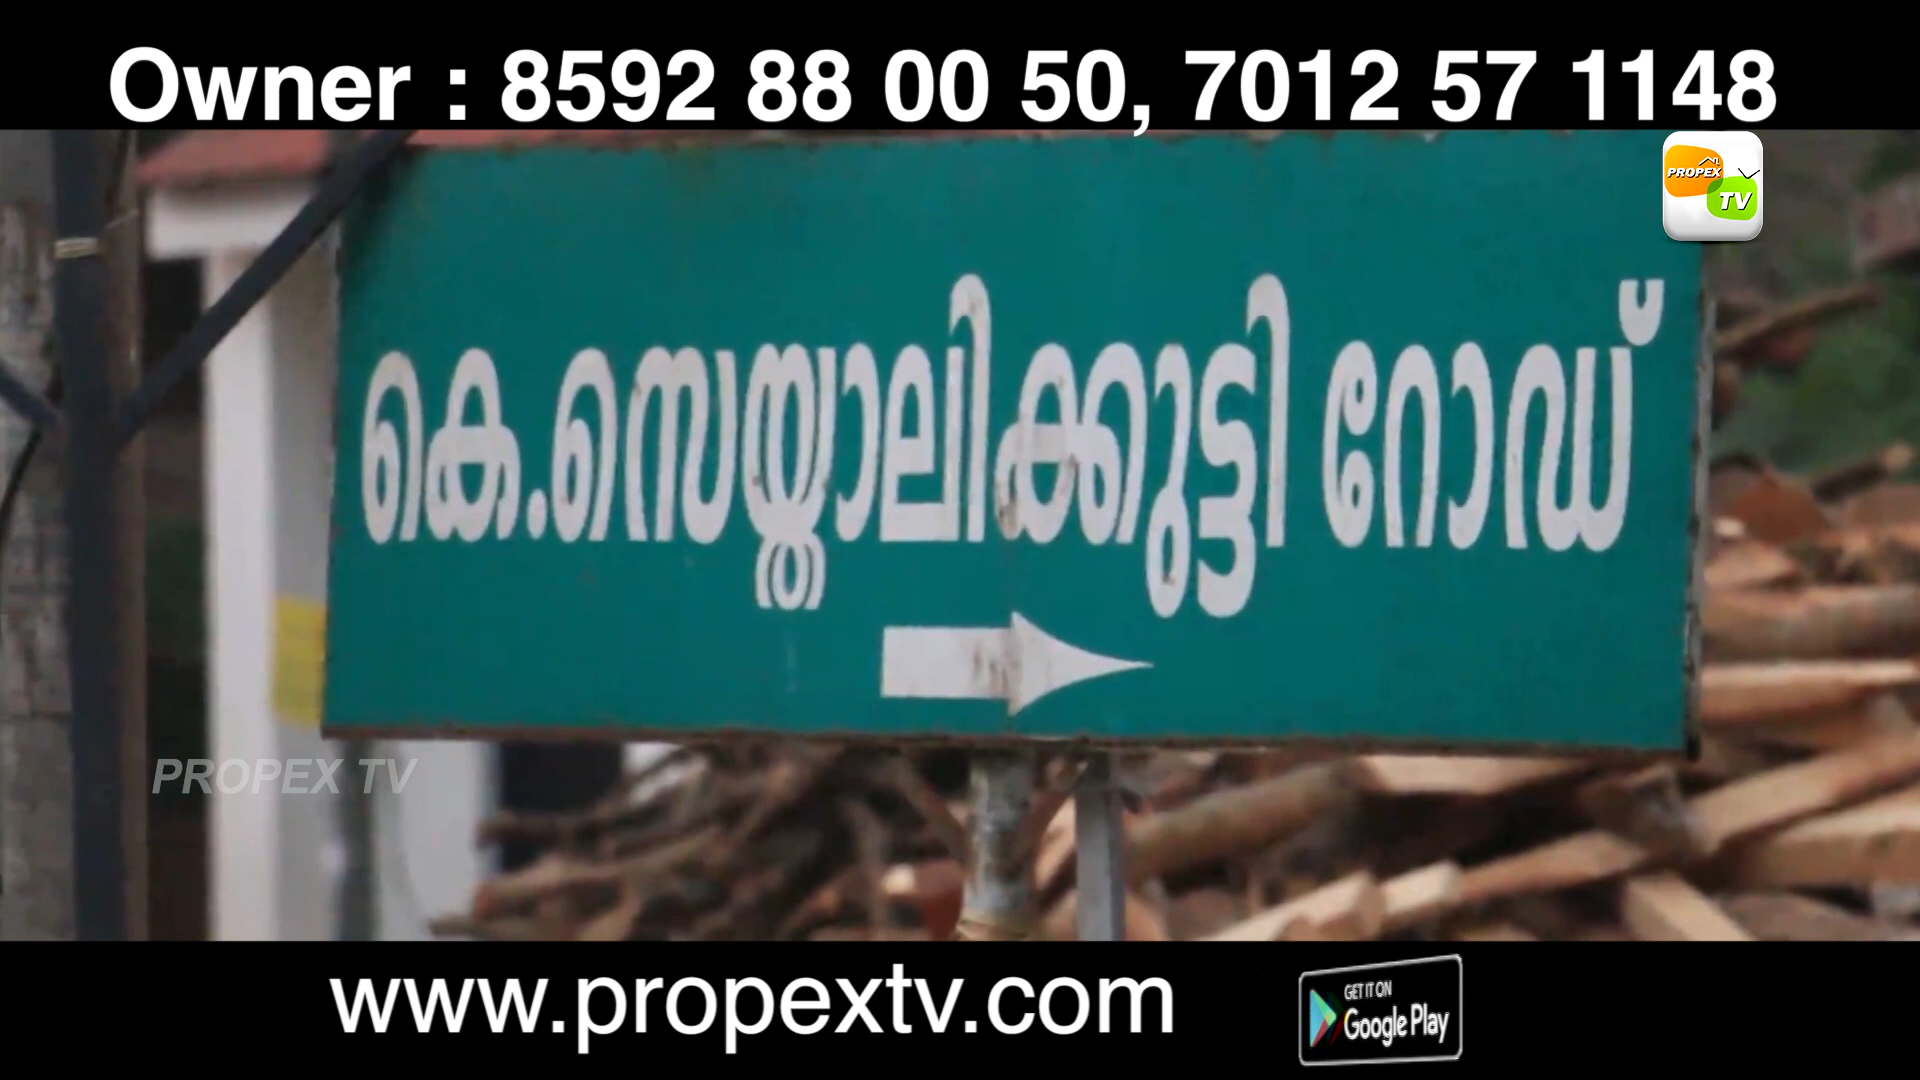 Owner : 8592 88 00 50, 7012 57 1148
PROPEX
TV
കെ.സെയ്താലിക്കുട്ടി റോഡ്
PROPEX TV
www.propextv.com
GET IT ON
Google Play